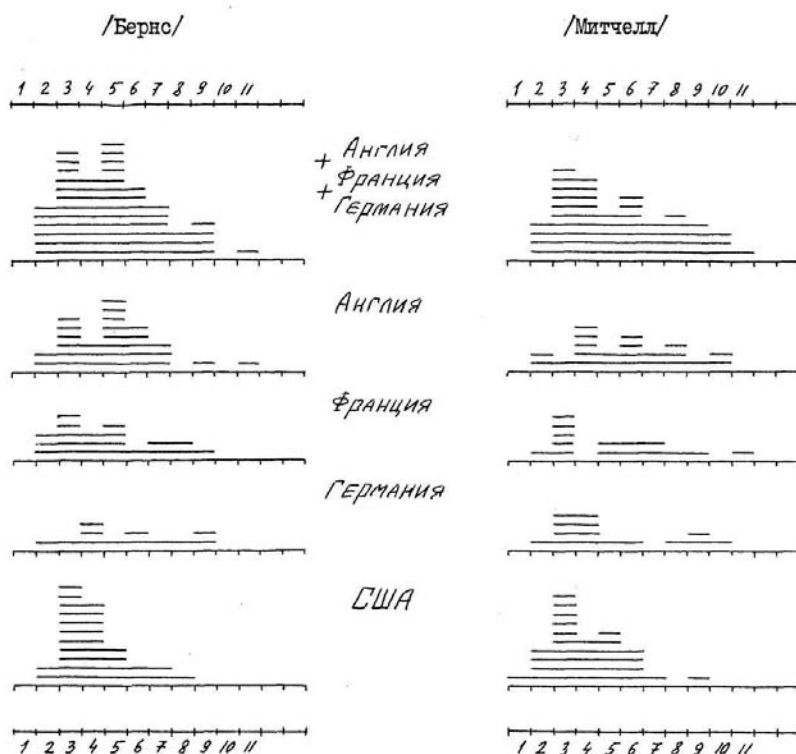 /Бернс/ /Митчелл/
1 2 3 4 5 6 7 8 9 10 11 1 2 3 4 5 6 7 8 9 10 11
+ Англия
+ Франция
Германия
Англия
Франция
Германия
США
1 2 3 4 5 6 7 8 9 10 11 1 2 3 4 5 6 7 8 9 10 11